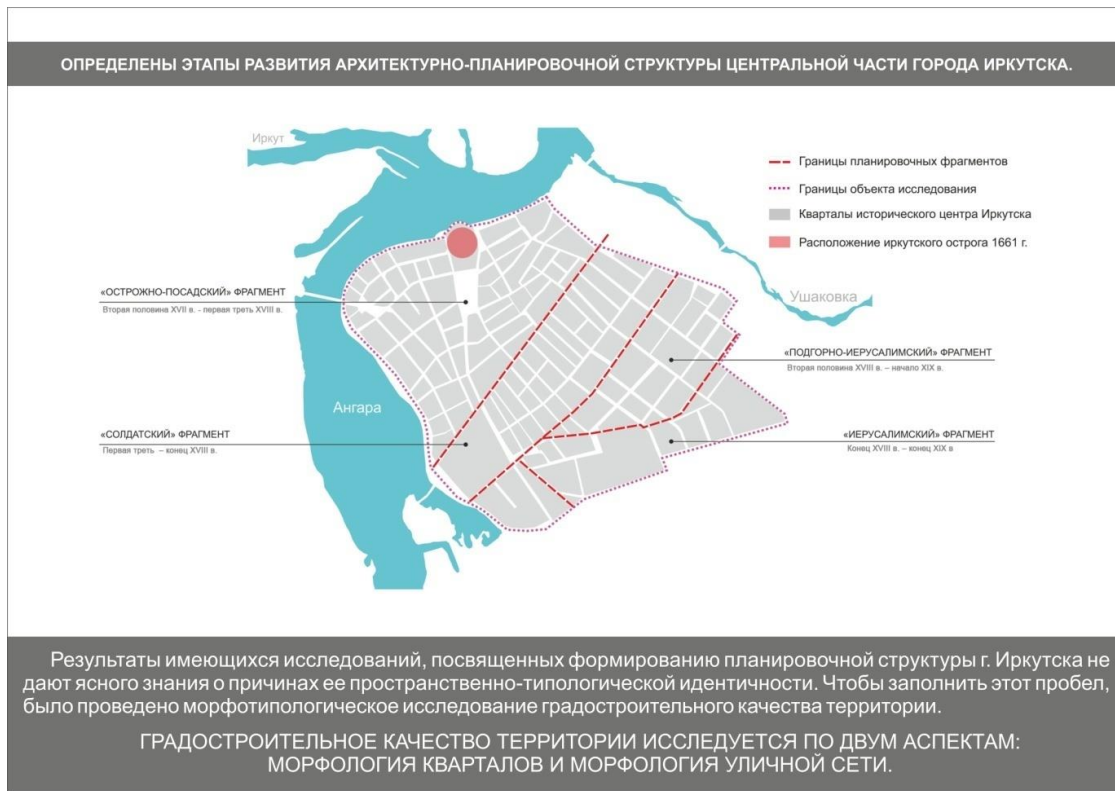 ОПРЕДЕЛЕНЫ ЭТАПЫ РАЗВИТИЯ АРХИТЕКТУРНО-ПЛАНИРОВОЧНОЙ СТРУКТУРЫ ЦЕНТРАЛЬНОЙ ЧАСТИ ГОРОДА ИРКУТСКА.
Иркут
Границы планировочных фрагментов
Границы объекта исследования
Кварталы исторического центра Иркутска
Расположение иркутского острога 1661 г.
«ОСТРОЖНО-ПОСАДСКИЙ» ФРАГМЕНТ
Вторая половина XVII в. - первая треть XVIII в.
Ушаковка
«ПОДГОРНО-ИЕРУСАЛИМСКИЙ» ФРАГМЕНТ
Вторая половина XVIII в. – начало XIX в.
Ангара
«СОЛДАТСКИЙ» ФРАГМЕНТ
Первая треть – конец XVIII в.
«ИЕРУСАЛИМСКИЙ» ФРАГМЕНТ
Конец XVIII в. – конец XIX в
Результаты имеющихся исследований, посвященных формированию планировочной структуры г. Иркутска не
дают ясного знания о причинах ее пространственно-типологической идентичности. Чтобы заполнить этот пробел,
было проведено морфотипологическое исследование градостроительного качества территории.
ГРАДОСТРОИТЕЛЬНОЕ КАЧЕСТВО ТЕРРИТОРИИ ИССЛЕДУЕТСЯ ПО ДВУМ АСПЕКТАМ:
МОРФОЛОГИЯ КВАРТАЛОВ И МОРФОЛОГИЯ УЛИЧНОЙ СЕТИ.